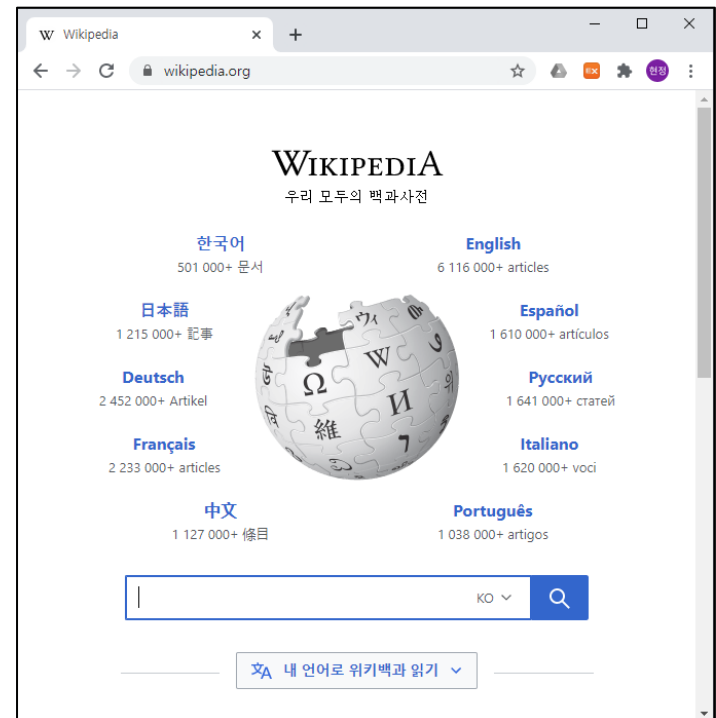 Wikipedia
wikipedia.org
EX
현정
WIKIPEDIA
우리 모두의 백과사전
한국어
501 000+ 문서
English
6 116 000+ articles
日本語
1 215 000+ 記事
Español
1 610 000+ artículos
Deutsch
2 452 000+ Artikel
Русский
1 641 000+ статей
Français
2 233 000+ articles
Italiano
1 620 000+ voci
中文
1 127 000+ 條目
Português
1 038 000+ artigos
Ω
W
И
維
KO
文A 내 언어로 위키백과 읽기